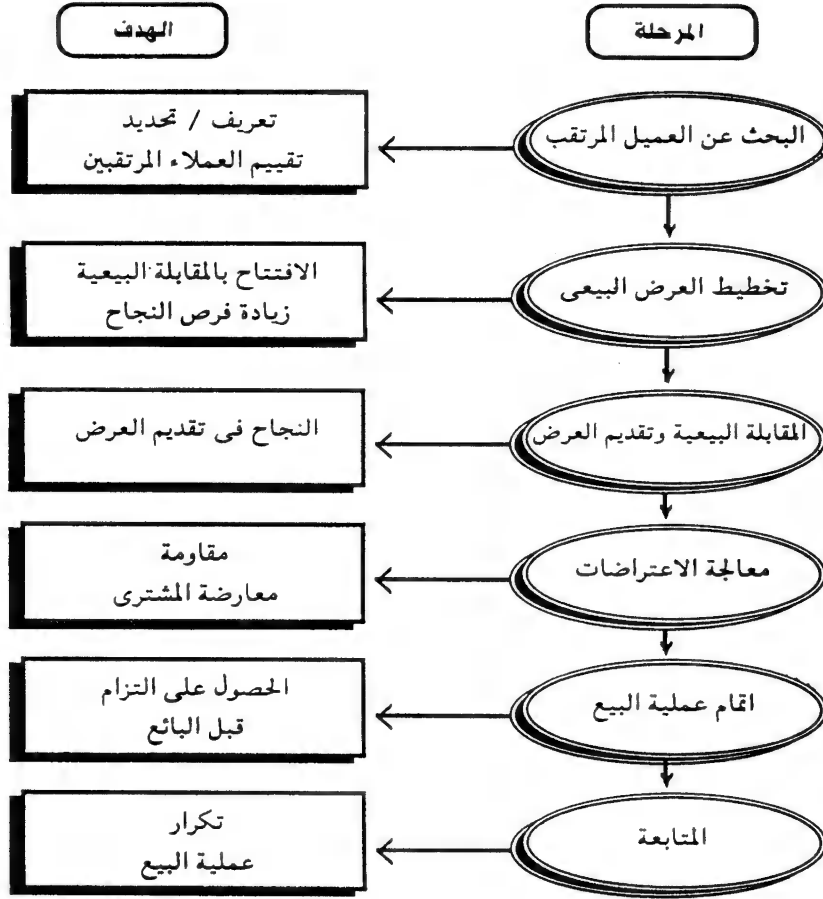 المرحلة
الهدف
البحث عن العميل المرتقب
تعريف / تحديد
تقييم العملاء المرتقبين
تخطيط العرض البيعى
الافتتاح بالمقابلة البيعية
زيادة فرص النجاح
المقابلة البيعية وتقديم العرض
النجاح فى تقديم العرض
معالجة الاعتراضات
مقاومة
معارضة المشترى
اتمام عملية البيع
الحصول على التزام
قبل البائع
المتابعة
تكرار
عملية البيع